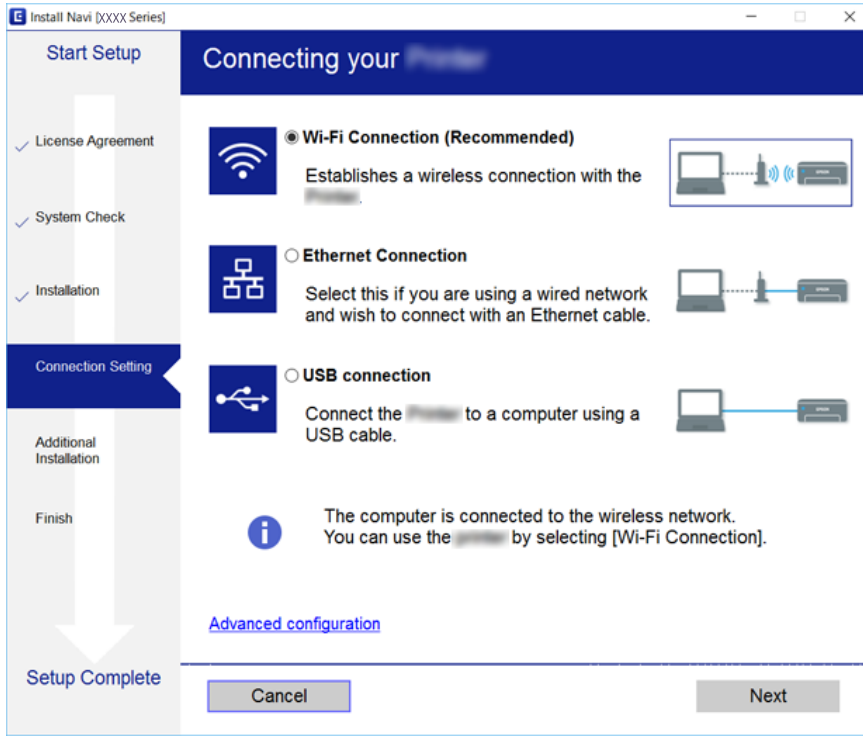 Install Navi [XXXX Series]
Start Setup
License Agreement
System Check
Installation
Connection Setting
Additional
Installation
Finish
Setup Complete
Connecting your
Wi-Fi Connection (Recommended)
Establishes a wireless connection with the
.
Ethernet Connection
Select this if you are using a wired network
and wish to connect with an Ethernet cable.
USB connection
Connect the to a computer using a
USB cable.
The computer is connected to the wireless network.
You can use the by selecting [Wi-Fi Connection].
Advanced configuration
Cancel
Next